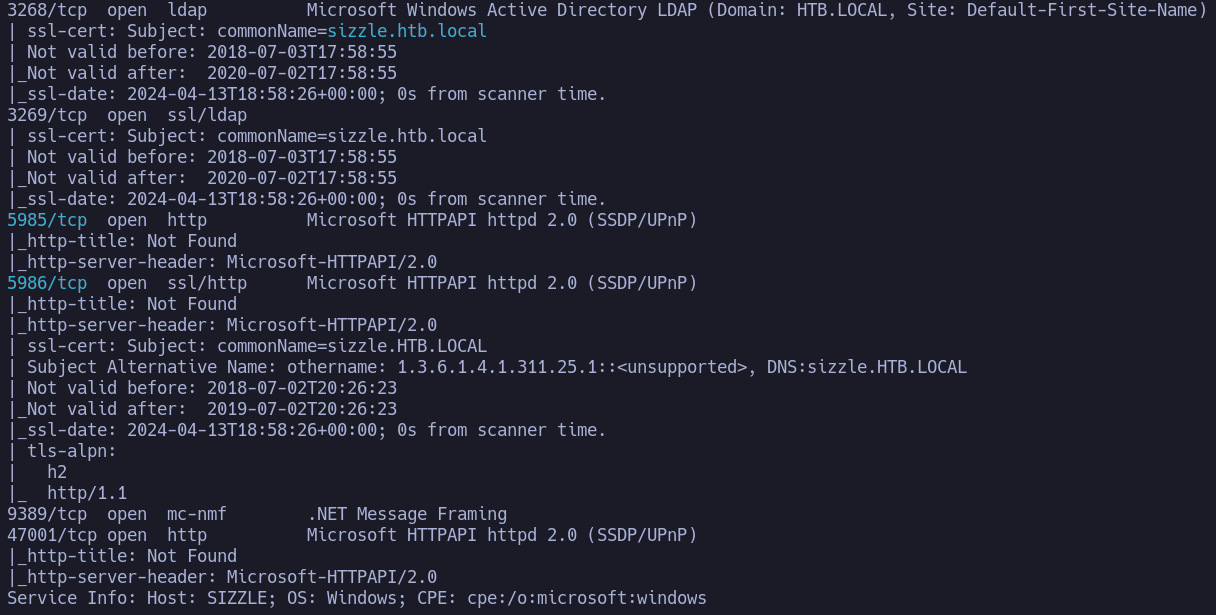 3268/tcp  open  ldap          Microsoft Windows Active Directory LDAP (Domain: HTB.LOCAL, Site: Default-First-Site-Name)
| ssl-cert: Subject: commonName=sizzle.htb.local
| Not valid before: 2018-07-03T17:58:55
|_Not valid after:  2020-07-02T17:58:55
|_ssl-date: 2024-04-13T18:58:26+00:00; 0s from scanner time.
3269/tcp  open  ssl/ldap
| ssl-cert: Subject: commonName=sizzle.htb.local
| Not valid before: 2018-07-03T17:58:55
|_Not valid after:  2020-07-02T17:58:55
|_ssl-date: 2024-04-13T18:58:26+00:00; 0s from scanner time.
5985/tcp  open  http          Microsoft HTTPAPI httpd 2.0 (SSDP/UPnP)
|_http-title: Not Found
|_http-server-header: Microsoft-HTTPAPI/2.0
5986/tcp  open  ssl/http      Microsoft HTTPAPI httpd 2.0 (SSDP/UPnP)
|_http-title: Not Found
|_http-server-header: Microsoft-HTTPAPI/2.0
| ssl-cert: Subject: commonName=sizzle.HTB.LOCAL
| Subject Alternative Name: othername: 1.3.6.1.4.1.311.25.1::<unsupported>, DNS:sizzle.HTB.LOCAL
| Not valid before: 2018-07-02T20:26:23
|_Not valid after:  2019-07-02T20:26:23
|_ssl-date: 2024-04-13T18:58:26+00:00; 0s from scanner time.
| tls-alpn:
|   h2
|_  http/1.1
9389/tcp  open  mc-nmf        .NET Message Framing
47001/tcp open  http          Microsoft HTTPAPI httpd 2.0 (SSDP/UPnP)
|_http-title: Not Found
|_http-server-header: Microsoft-HTTPAPI/2.0
Service Info: Host: SIZZLE; OS: Windows; CPE: cpe:/o:microsoft:windows